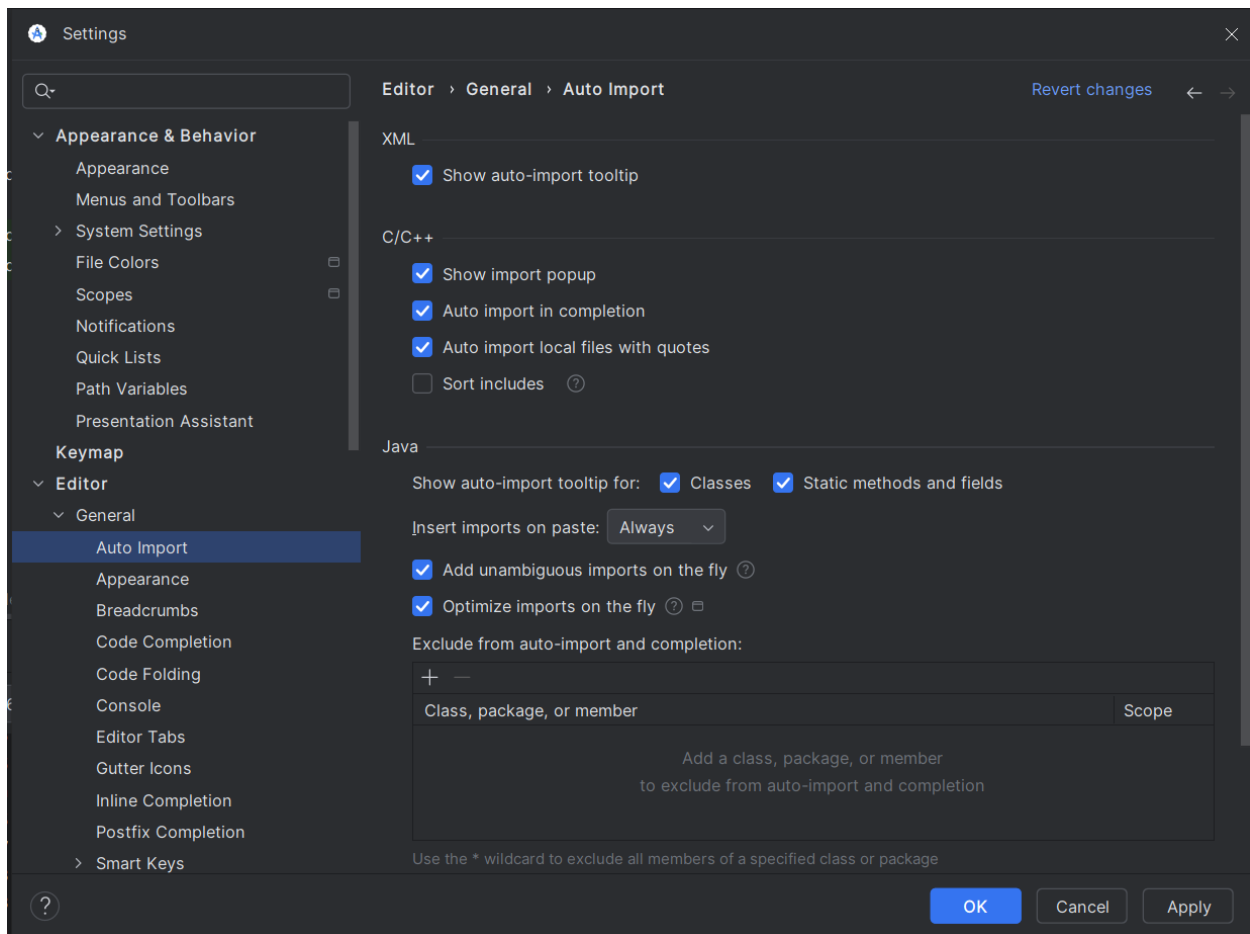 Settings
Editor › General › Auto Import
Revert changes
Appearance & Behavior
Appearance
Menus and Toolbars
System Settings
File Colors
Scopes
Notifications
Quick Lists
Path Variables
Presentation Assistant
Keymap
Editor
General
Auto Import
Appearance
Breadcrumbs
Code Completion
Code Folding
Console
Editor Tabs
Gutter Icons
Inline Completion
Postfix Completion
Smart Keys
XML
Show auto-import tooltip
C/C++
Show import popup
Auto import in completion
Auto import local files with quotes
Sort includes ?
Java
Show auto-import tooltip for: Classes Static methods and fields
Insert imports on paste: Always
Add unambiguous imports on the fly ?
Optimize imports on the fly ?
Exclude from auto-import and completion:
+ −
Class, package, or member Scope
Add a class, package, or member
to exclude from auto-import and completion
Use the * wildcard to exclude all members of a specified class or package
? OK Cancel Apply